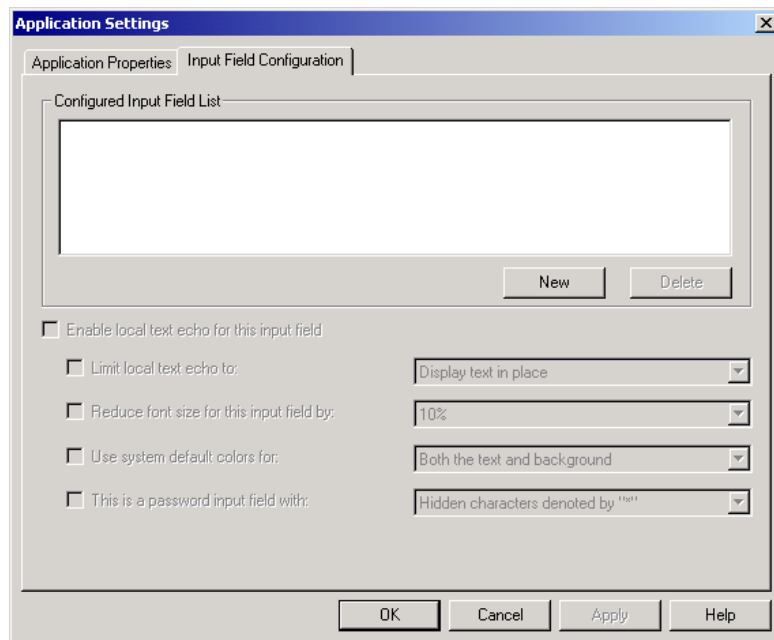 Application Settings
Application Properties Input Field Configuration
Configured Input Field List
New Delete
Enable local text echo for this input field
Limit local text echo to: Display text in place
Reduce font size for this input field by: 10%
Use system default colors for: Both the text and background
This is a password input field with: Hidden characters denoted by "*"
OK Cancel Apply Help